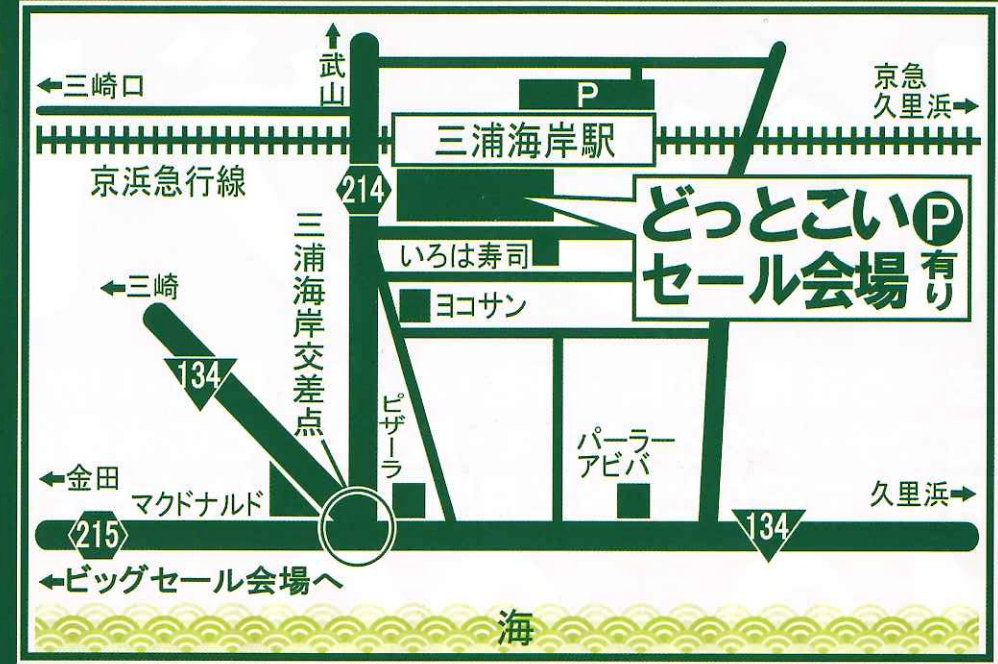 ↑武山
←三崎口
京急
久里浜→
P
三浦海岸駅
京浜急行線
214
どっとこい
セール会場
P有り
三浦海岸交差点
いろは寿司
←三崎
ヨコサン
134
ピザーラ
パーラー
アビバ
←金田
マクドナルド
久里浜→
215
134
←ビッグセール会場へ
海